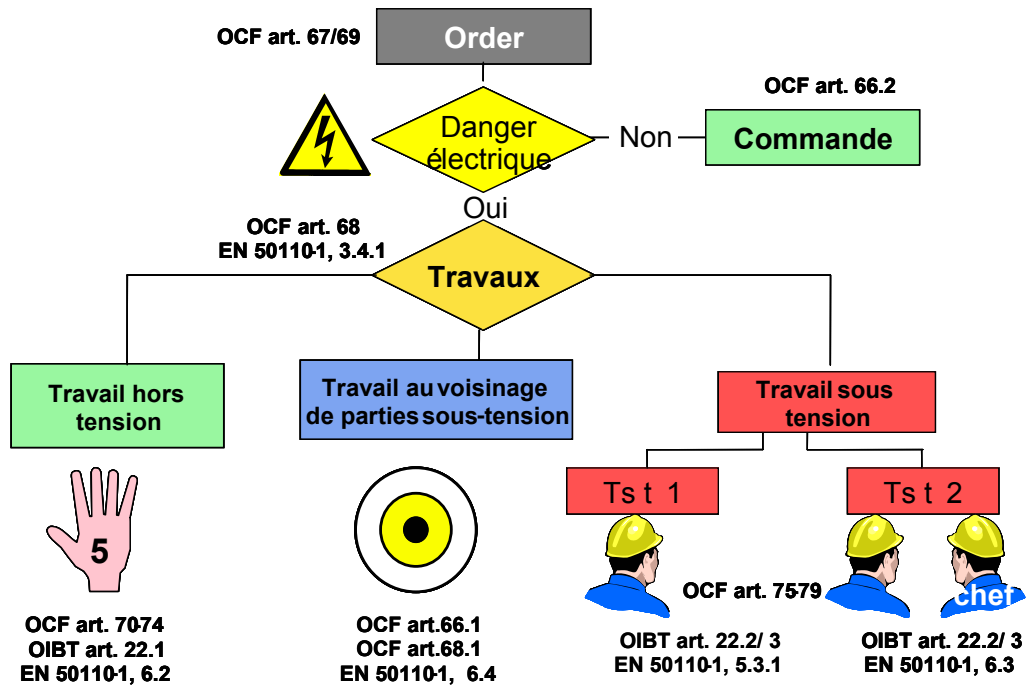 OCF art. 67/69
Order
OCF art. 66.2
Danger
électrique
Non
Commande
Oui
OCF art. 68
EN 50110-1, 3.4.1
Travaux
Travail hors
tension
Travail au voisinage
de parties sous-tension
Travail sous
tension
Tst 1
Tst 2
5
OCF art. 75-79
chef
OCF art. 70-74
OIBT art. 22.1
EN 50110-1, 6.2
OCF art.66.1
OCF art.68.1
EN 50110-1, 6.4
OIBT art. 22.2/ 3
EN 50110-1, 5.3.1
OIBT art. 22.2/ 3
EN 50110-1, 6.3